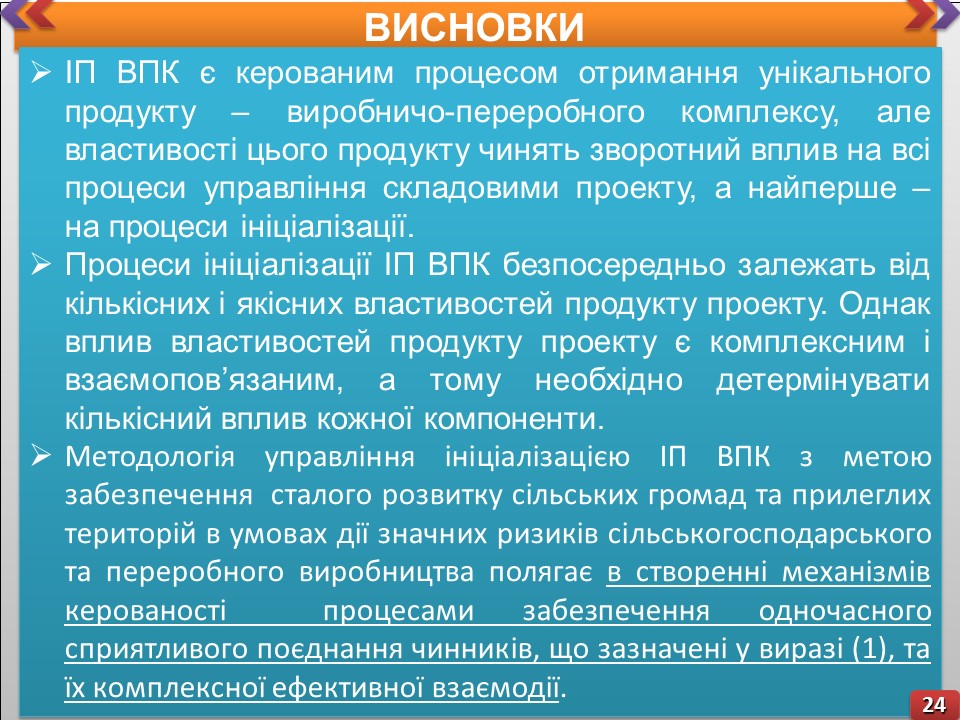 ВИСНОВКИ
➢ ІП ВПК є керованим процесом отримання унікального
продукту – виробничо-переробного комплексу, але
властивості цього продукту чинять зворотний вплив на всі
процеси управління складовими проекту, а найперше –
на процеси ініціалізації.
➢ Процеси ініціалізації ІП ВПК безпосередньо залежать від
кількісних і якісних властивостей продукту проекту. Однак
вплив властивостей продукту проекту є комплексним і
взаємопов’язаним, а тому необхідно детермінувати
кількісний вплив кожної компоненти.
➢ Методологія управління ініціалізацією ІП ВПК з метою
забезпечення сталого розвитку сільських громад та прилеглих
територій в умовах дії значних ризиків сільськогосподарського
та переробного виробництва полягає в створенні механізмів
керованості процесами забезпечення одночасного
сприятливого поєднання чинників, що зазначені у виразі (1), та
їх комплексної ефективної взаємодії.
24